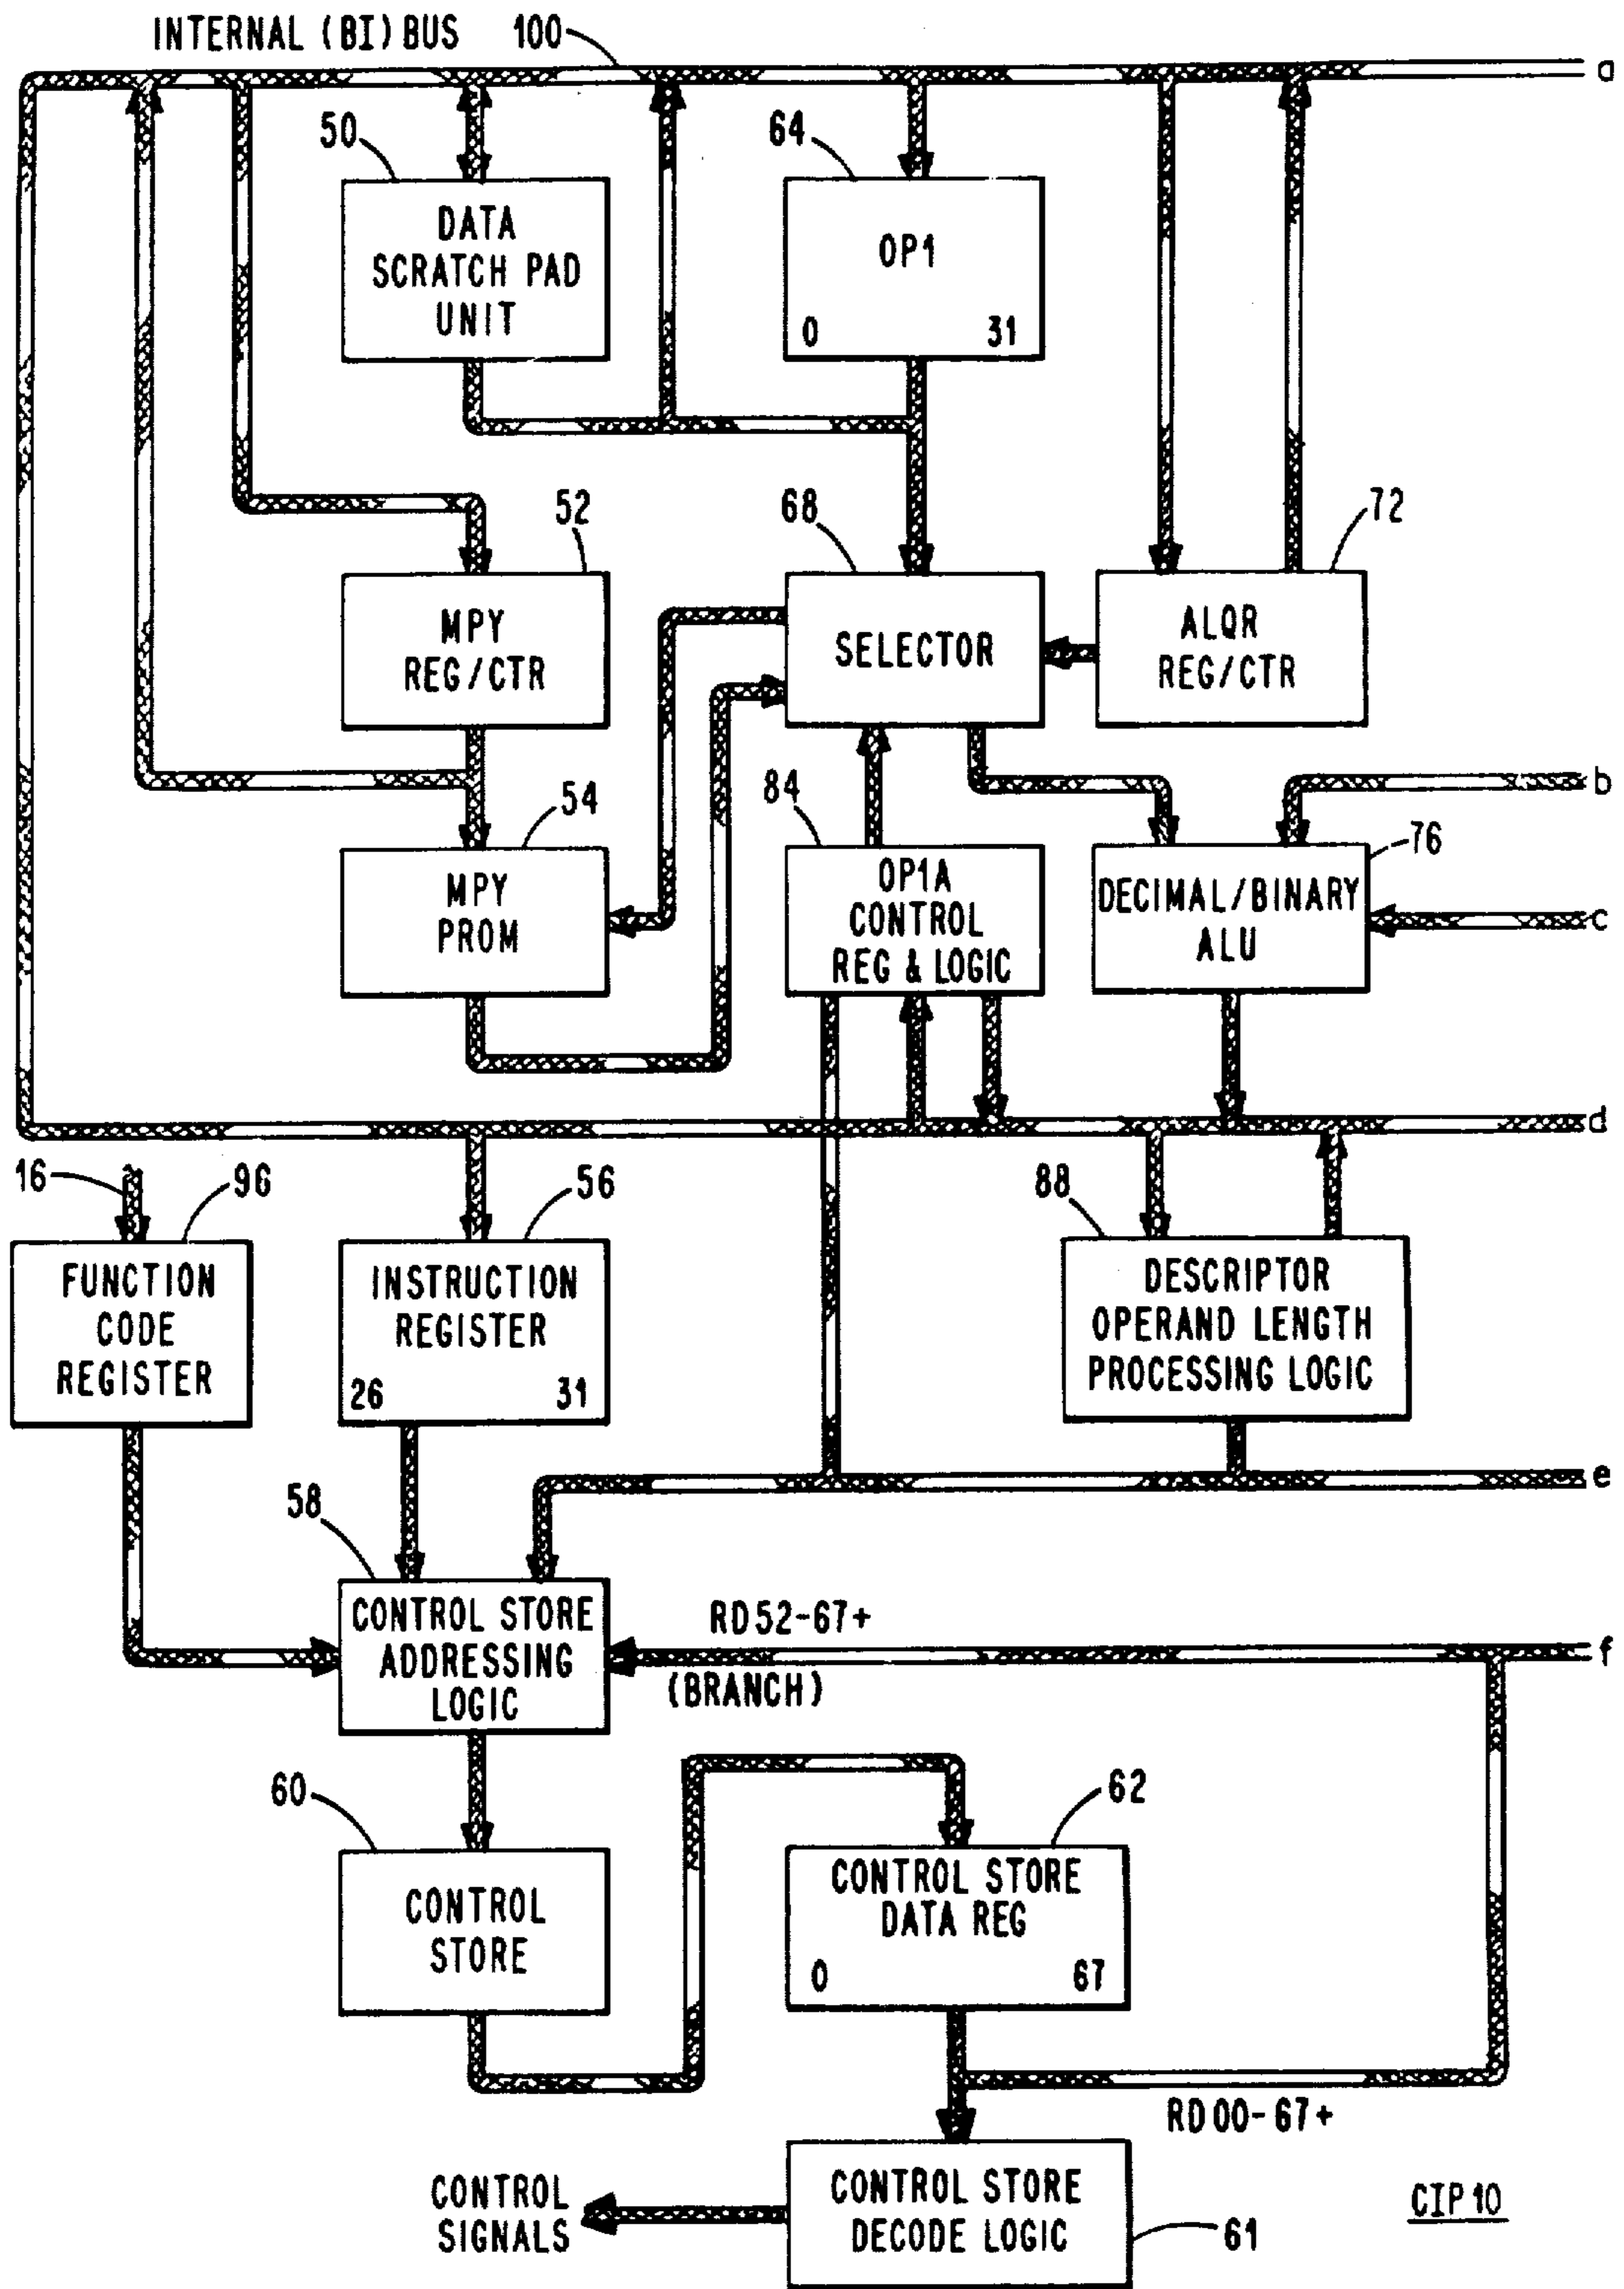 INTERNAL (BI) BUS 100
a
50
64
DATA
SCRATCH PAD
UNIT
OP1
0 31
52
68
72
MPY
REG/CTR
SELECTOR
ALQR
REG/CTR
b
84
54
76
MPY
PROM
OP1A
CONTROL
REG & LOGIC
DECIMAL/BINARY
ALU
c
d
16
96
56
88
FUNCTION
CODE
REGISTER
INSTRUCTION
REGISTER
26 31
DESCRIPTOR
OPERAND LENGTH
PROCESSING LOGIC
e
58
CONTROL STORE
ADDRESSING
LOGIC
RD52-67+
(BRANCH)
f
60
62
CONTROL
STORE
CONTROL STORE
DATA REG
0 67
RD00-67+
CONTROL
SIGNALS
CONTROL STORE
DECODE LOGIC
61
CIP10